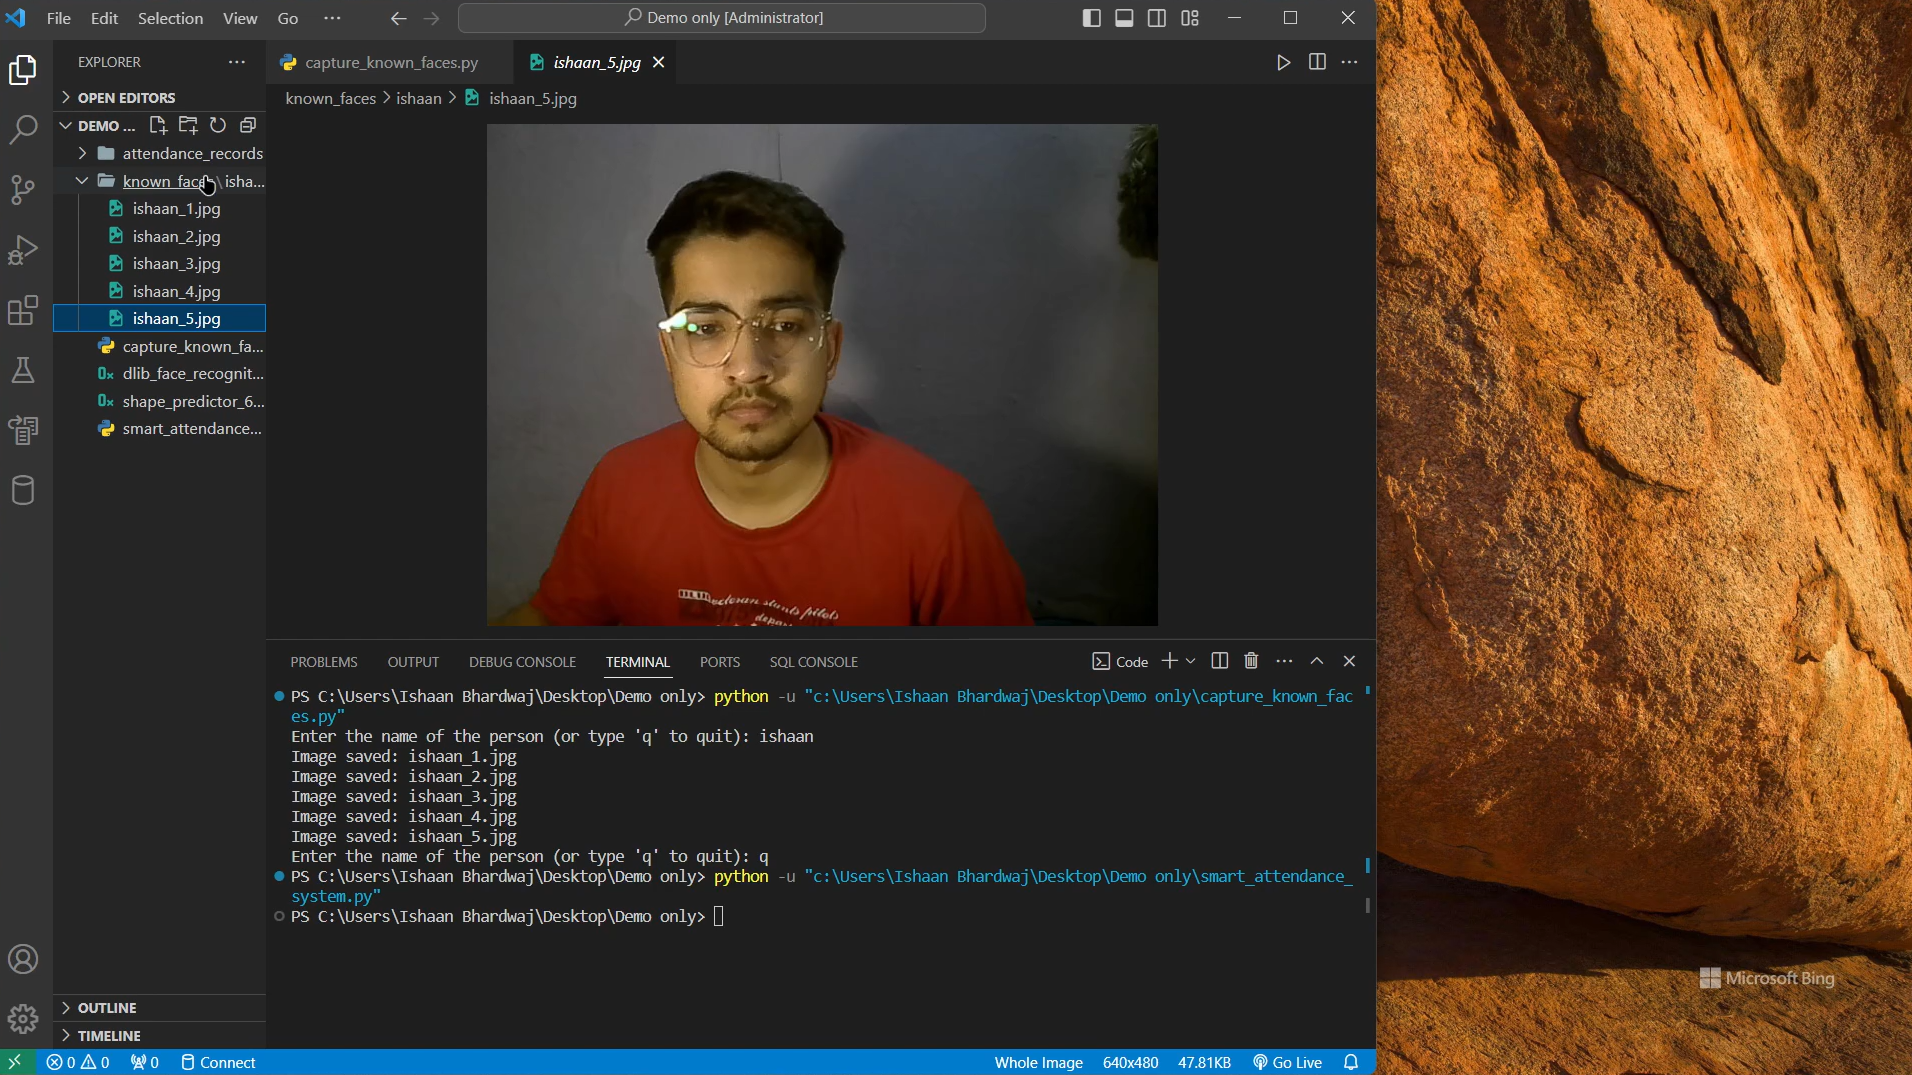 File Edit Selection View Go ···
Demo only [Administrator]
EXPLORER ···
capture_known_faces.py
ishaan_5.jpg
OPEN EDITORS
known_faces > ishaan > ishaan_5.jpg
DEMO ...
attendance_records
known_face \ isha...
ishaan_1.jpg
ishaan_2.jpg
ishaan_3.jpg
ishaan_4.jpg
ishaan_5.jpg
capture_known_fa...
dlib_face_recognit...
shape_predictor_6...
smart_attendance...
pilots
PROBLEMS OUTPUT DEBUG CONSOLE TERMINAL PORTS SQL CONSOLE
Code
PS C:\Users\Ishaan Bhardwaj\Desktop\Demo only> python -u "c:\Users\Ishaan Bhardwaj\Desktop\Demo only\capture_known_fac
es.py"
Enter the name of the person (or type 'q' to quit): ishaan
Image saved: ishaan_1.jpg
Image saved: ishaan_2.jpg
Image saved: ishaan_3.jpg
Image saved: ishaan_4.jpg
Image saved: ishaan_5.jpg
Enter the name of the person (or type 'q' to quit): q
PS C:\Users\Ishaan Bhardwaj\Desktop\Demo only> python -u "c:\Users\Ishaan Bhardwaj\Desktop\Demo only\smart_attendance_
system.py"
PS C:\Users\Ishaan Bhardwaj\Desktop\Demo only>
Microsoft Bing
OUTLINE
TIMELINE
0 0 0 Connect
Whole Image 640x480 47.81KB Go Live